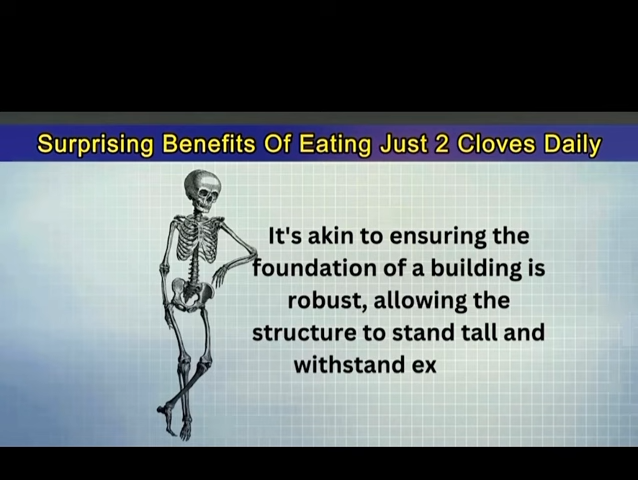 Surprising Benefits Of Eating Just 2 Cloves Daily
It's akin to ensuring the
foundation of a building is
robust, allowing the
structure to stand tall and
withstand ex